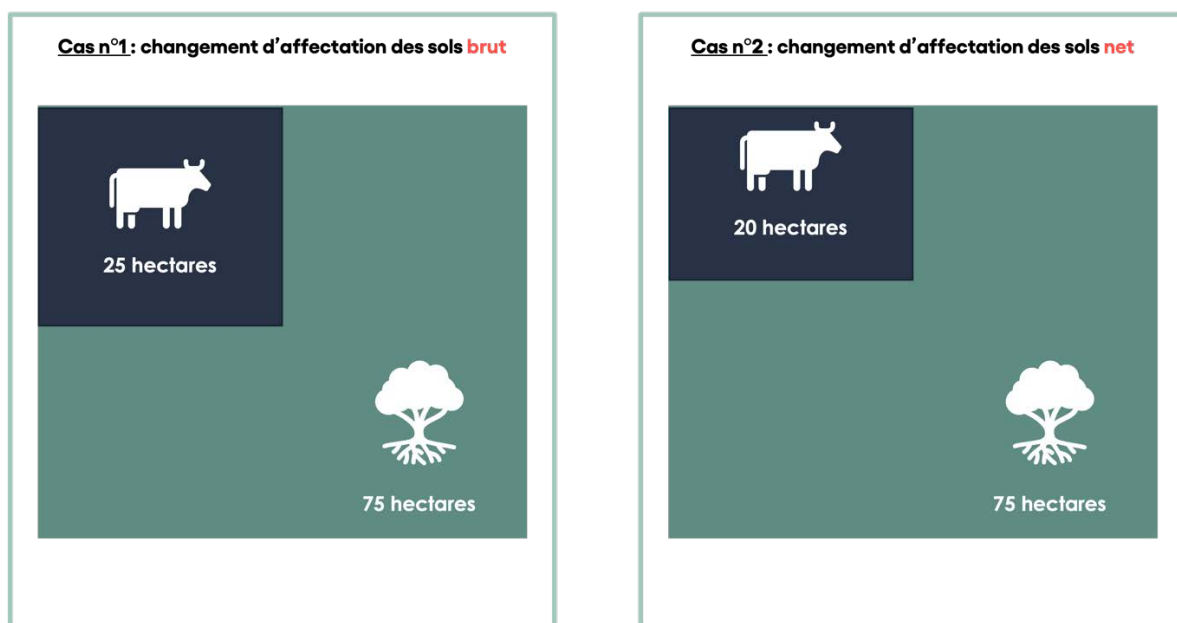 Cas n°1 : changement d’affectation des sols brut
25 hectares
75 hectares
Cas n°2 : changement d’affectation des sols net
20 hectares
75 hectares